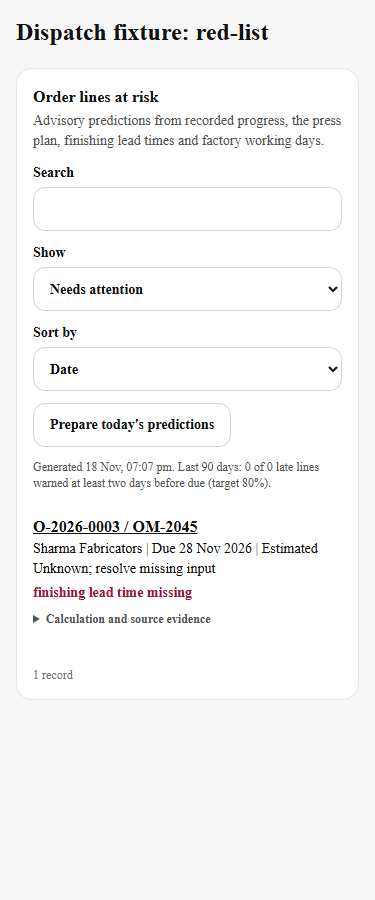 Dispatch fixture: red-list
Order lines at risk
Advisory predictions from recorded progress, the press
plan, finishing lead times and factory working days.
Search
Show
Needs attention
Sort by
Date
Prepare today's predictions
Generated 18 Nov, 07:07 pm. Last 90 days: 0 of 0 late lines
warned at least two days before due (target 80%).
O-2026-0003 / OM-2045
Sharma Fabricators | Due 28 Nov 2026 | Estimated
Unknown; resolve missing input
finishing lead time missing
Calculation and source evidence
1 record